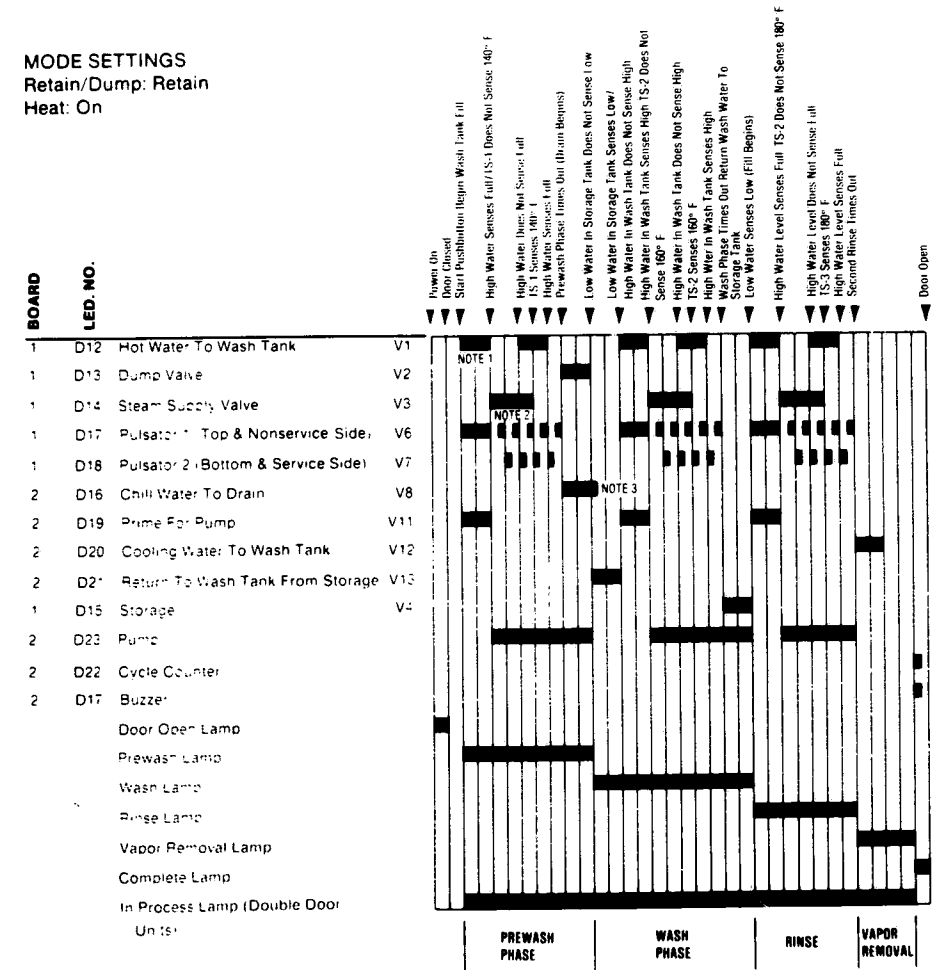 MODE SETTINGS
Retain/Dump: Retain
Heat: On
BOARD
LED. NO.
Power On
Door Closed
Start Pushbutton Begin Wash Tank Fill
High Water Senses Full/TS-1 Does Not Sense 140° F
High Water Does Not Sense Full
TS-1 Senses 140° F
High Water Senses Full
Prewash Phase Times Out (Drain Begins)
Low Water In Storage Tank Does Not Sense Low
Low Water In Storage Tank Senses Low/
High Water In Wash Tank Does Not Sense High
High Water In Wash Tank Senses High TS-2 Does Not
Sense 160° F
High Water In Wash Tank Does Not Sense High
TS-2 Senses 160° F
High Wter In Wash Tank Senses High
Wash Phase Times Out Return Wash Water To
Storage Tank
Low Water Senses Low (Fill Begins)
High Water Level Senses Full TS-2 Does Not Sense 180° F
High Water Level Does Not Sense Full
TS-3 Senses 180° F
High Water Level Senses Full
Second Rinse Times Out
Door Open
1 D12 Hot Water To Wash Tank V1
NOTE 1
1 D13 Dump Valve V2
1 D14 Steam Supply Valve V3
NOTE 2
1 D17 Pulsator 1 Top & Nonservice Side) V6
1 D18 Pulsator 2 (Bottom & Service Side) V7
2 D16 Chill Water To Drain V8
NOTE 3
2 D19 Prime For Pump V11
2 D20 Cooling Water To Wash Tank V12
2 D21 Return To Wash Tank From Storage V13
1 D15 Storage V4
2 D23 Pump
2 D22 Cycle Counter
2 D17 Buzzer
Door Open Lamp
Prewash Lamp
Wash Lamp
Rinse Lamp
Vapor Removal Lamp
Complete Lamp
In Process Lamp (Double Door
Units)
PREWASH
PHASE
WASH
PHASE
RINSE
VAPOR
REMOVAL